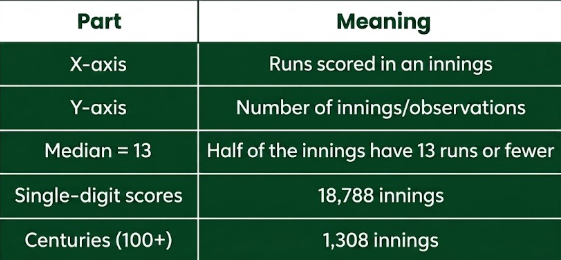 Part Meaning
X-axis Runs scored in an innings
Y-axis Number of innings/observations
Median = 13 Half of the innings have 13 runs or fewer
Single-digit scores 18,788 innings
Centuries (100+) 1,308 innings